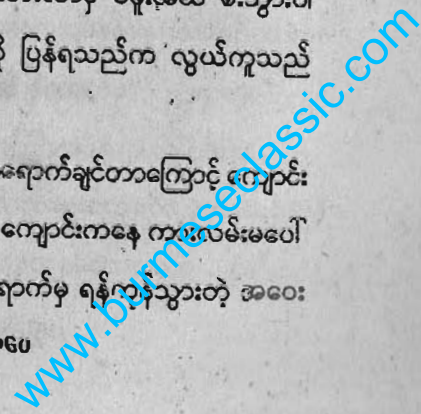 ပြန်ရသည်က လွယ်ကူသည်
ရောက်ချင်တာကြောင့် ကျောင်း
ကျောင်းကနေ ကားလမ်းမပေါ်
ရောက်မှ ရန်ကုန်သွားတဲ့ အဝေး
www.burmeseclassic.com